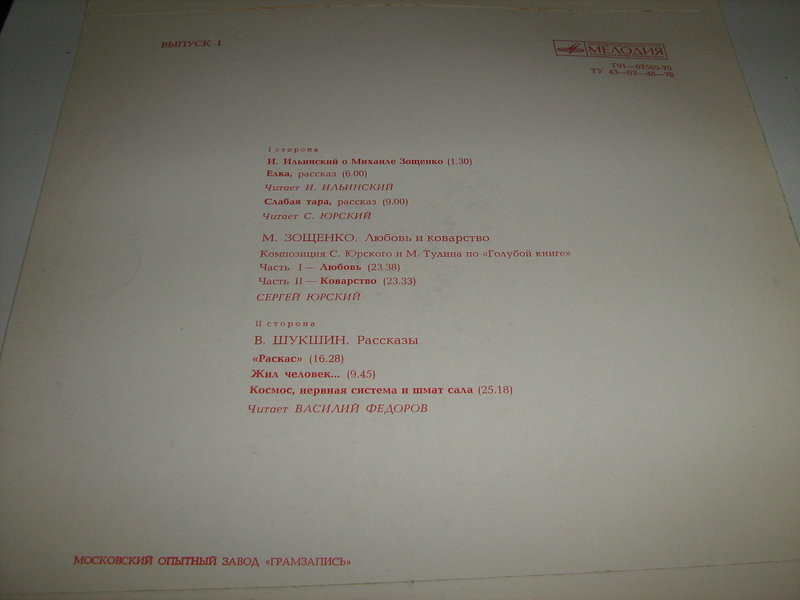 ВЫПУСК I
МЕЛОДИЯ
Г91—07569-70
ТУ 43—03—48—76
I сторона
И. Ильинский о Михаиле Зощенко (1.30)
Елка, рассказ (6.00)
Читает И. ИЛЬИНСКИЙ
Слабая тара, рассказ (9.00)
Читает С. ЮРСКИЙ
М. ЗОЩЕНКО. Любовь и коварство
Композиция С. Юрского и М. Тулина по «Голубой книге»
Часть I — Любовь (23.38)
Часть II — Коварство (23.33)
СЕРГЕЙ ЮРСКИЙ
II сторона
В. ШУКШИН. Рассказы
«Раскас» (16.28)
Жил человек... (9.45)
Космос, нервная система и шмат сала (25.18)
Читает ВАСИЛИЙ ФЕДОРОВ
МОСКОВСКИЙ ОПЫТНЫЙ ЗАВОД «ГРАМЗАПИСЬ»